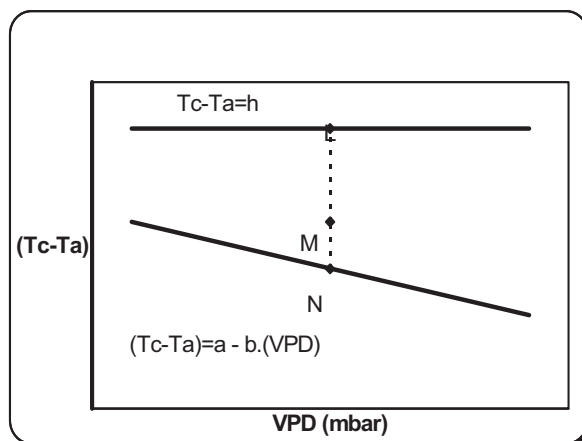 Tc-Ta=h
(Tc-Ta)
M
N
(Tc-Ta)=a - b.(VPD)
VPD (mbar)